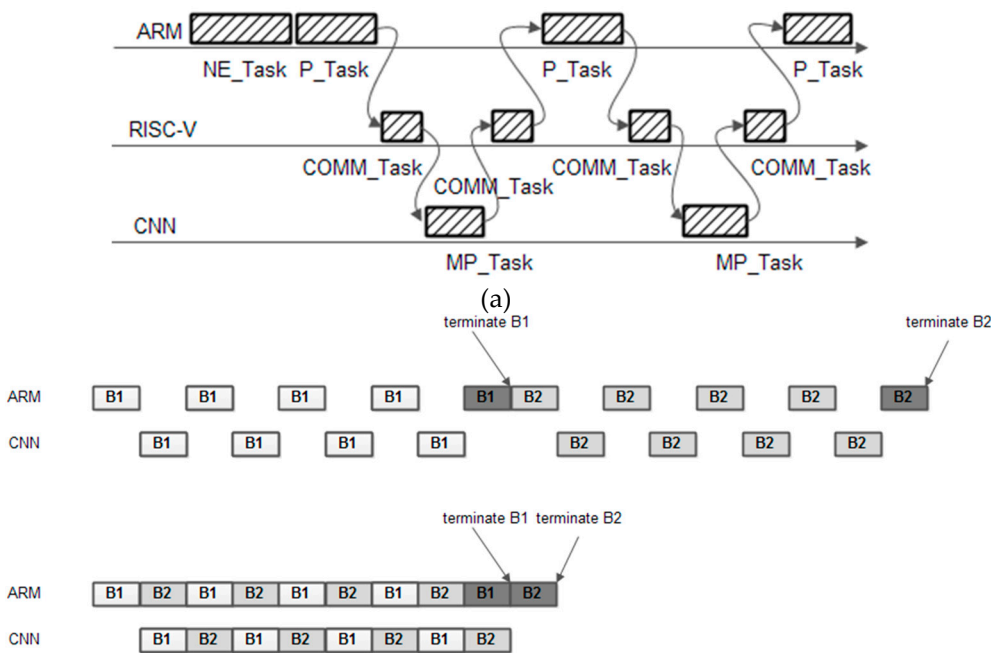 ARM
NE_Task P_Task P_Task P_Task
RISC-V
COMM_Task COMM_Task COMM_Task COMM_Task
CNN
MP_Task MP_Task
(a)
terminate B1 terminate B2
ARM B1 B1 B1 B1 B1 B2 B2 B2 B2 B2
CNN B1 B1 B1 B1 B2 B2 B2 B2
terminate B1 terminate B2
ARM B1 B2 B1 B2 B1 B2 B1 B2 B1 B2
CNN B1 B2 B1 B2 B1 B2 B1 B2